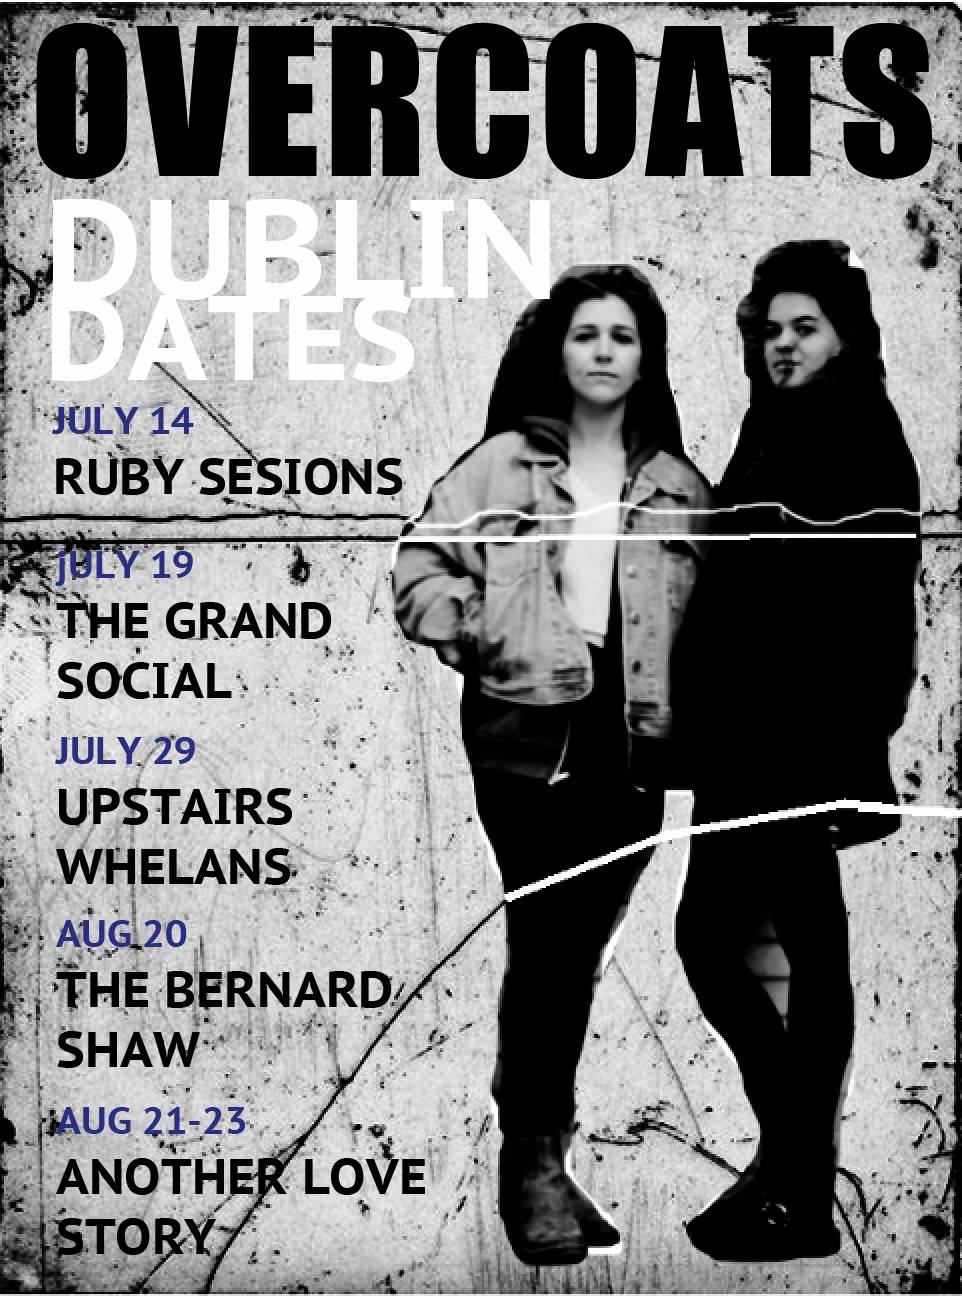 OVERCOATS
DUBLIN
DATES
JULY 14
RUBY SESIONS
jULY 19
THE GRAND
SOCIAL
JULY 29
UPSTAIRS
WHELANS
AUG 20
THE BERNARD
SHAW
AUG 21-23
ANOTHER LOVE
STORY